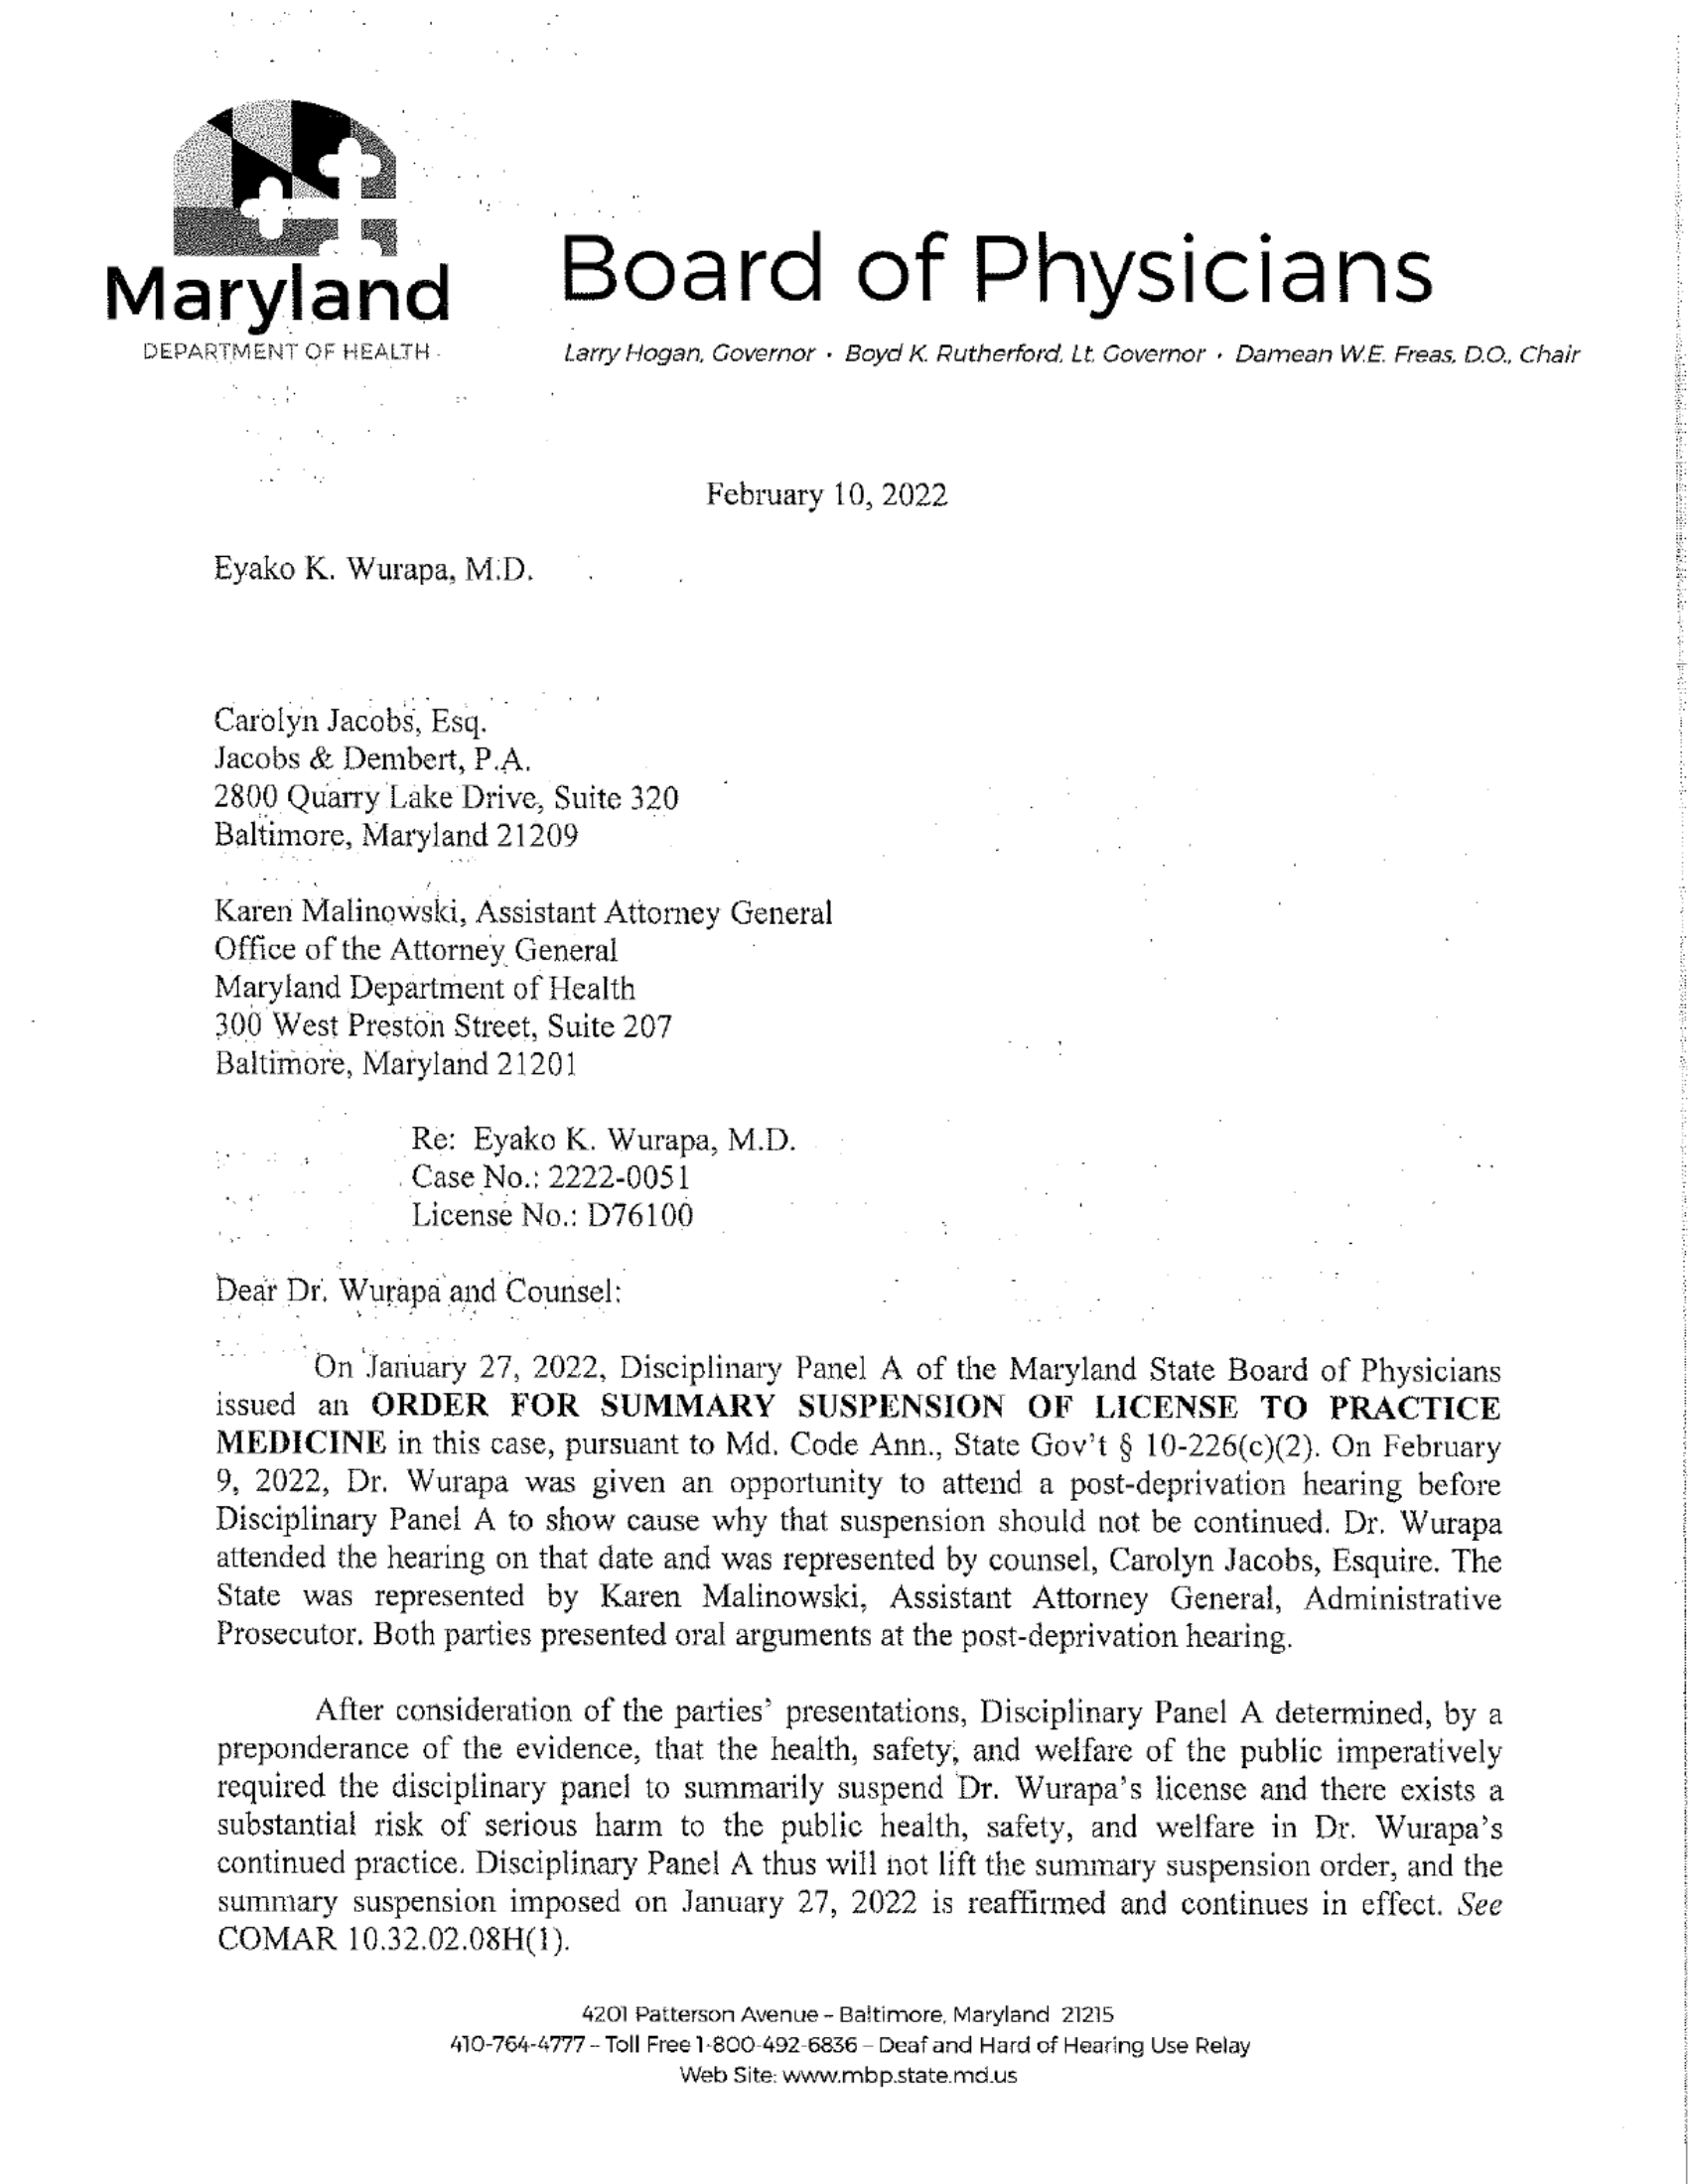 Maryland
DEPARTMENT OF HEALTH
Board of Physicians
Larry Hogan, Governor · Boyd K. Rutherford, Lt. Governor · Damean W.E. Freas, D.O., Chair
February 10, 2022
Eyako K. Wurapa, M.D.
Carolyn Jacobs, Esq.
Jacobs & Dembert, P.A.
2800 Quarry Lake Drive, Suite 320
Baltimore, Maryland 21209
Karen Malinowski, Assistant Attorney General
Office of the Attorney General
Maryland Department of Health
300 West Preston Street, Suite 207
Baltimore, Maryland 21201
Re: Eyako K. Wurapa, M.D.
Case No.: 2222-0051
License No.: D76100
Dear Dr. Wurapa and Counsel:
On January 27, 2022, Disciplinary Panel A of the Maryland State Board of Physicians
issued an ORDER FOR SUMMARY SUSPENSION OF LICENSE TO PRACTICE
MEDICINE in this case, pursuant to Md. Code Ann., State Gov't § 10-226(c)(2). On February
9, 2022, Dr. Wurapa was given an opportunity to attend a post-deprivation hearing before
Disciplinary Panel A to show cause why that suspension should not be continued. Dr. Wurapa
attended the hearing on that date and was represented by counsel, Carolyn Jacobs, Esquire. The
State was represented by Karen Malinowski, Assistant Attorney General, Administrative
Prosecutor. Both parties presented oral arguments at the post-deprivation hearing.
After consideration of the parties' presentations, Disciplinary Panel A determined, by a
preponderance of the evidence, that the health, safety, and welfare of the public imperatively
required the disciplinary panel to summarily suspend Dr. Wurapa's license and there exists a
substantial risk of serious harm to the public health, safety, and welfare in Dr. Wurapa's
continued practice. Disciplinary Panel A thus will not lift the summary suspension order, and the
summary suspension imposed on January 27, 2022 is reaffirmed and continues in effect. See
COMAR 10.32.02.08H(1).
4201 Patterson Avenue – Baltimore, Maryland 21215
410-764-4777 – Toll Free 1-800-492-6836 – Deaf and Hard of Hearing Use Relay
Web Site: www.mbp.state.md.us